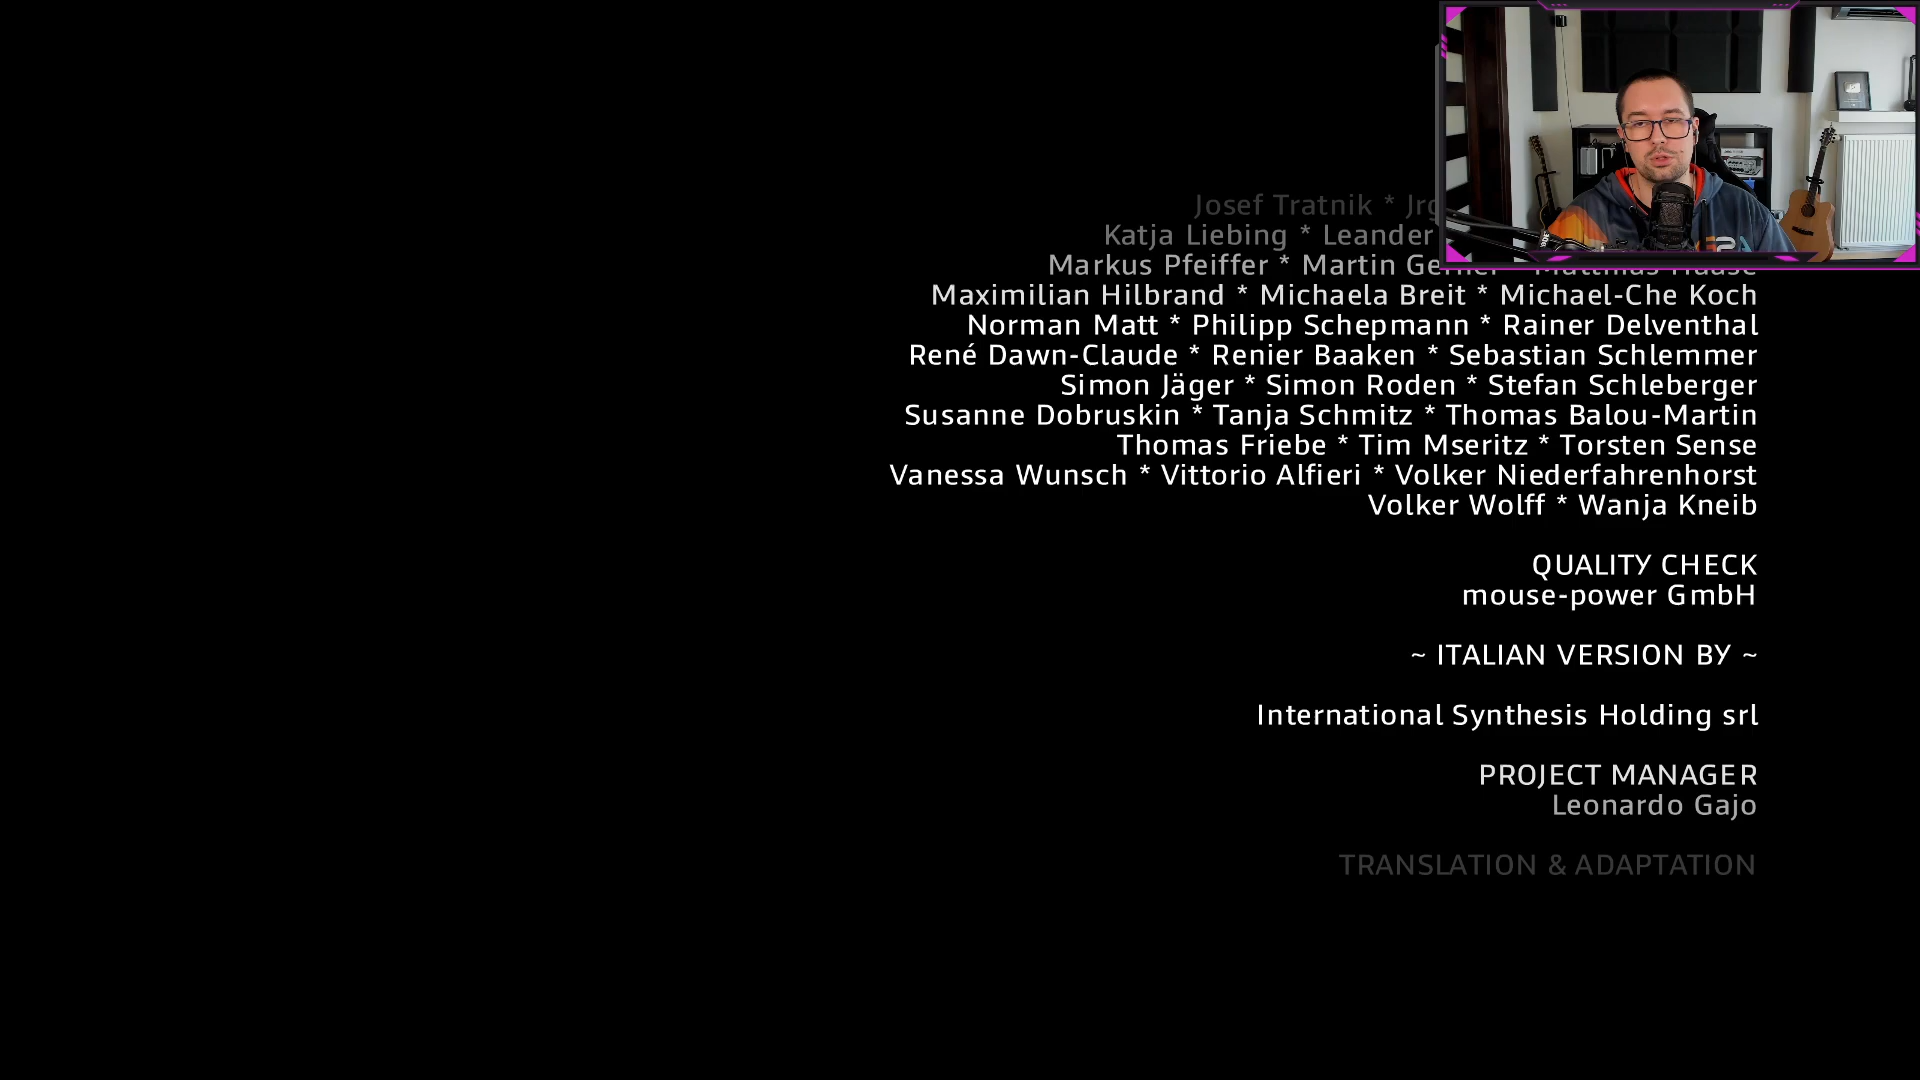 Josef Tratnik *
Katja Liebing * Leander
Markus Pfeiffer * Martin
Maximilian Hilbrand * Michaela Breit * Michael-Che Koch
Norman Matt * Philipp Schepmann * Rainer Delventhal
René Dawn-Claude * Renier Baaken * Sebastian Schlemmer
Simon Jäger * Simon Roden * Stefan Schleberger
Susanne Dobruskin * Tanja Schmitz * Thomas Balou-Martin
Thomas Friebe * Tim Mseritz * Torsten Sense
Vanessa Wunsch * Vittorio Alfieri * Volker Niederfahrenhorst
Volker Wolff * Wanja Kneib
QUALITY CHECK
mouse-power GmbH
~ ITALIAN VERSION BY ~
International Synthesis Holding srl
PROJECT MANAGER
Leonardo Gajo
TRANSLATION & ADAPTATION